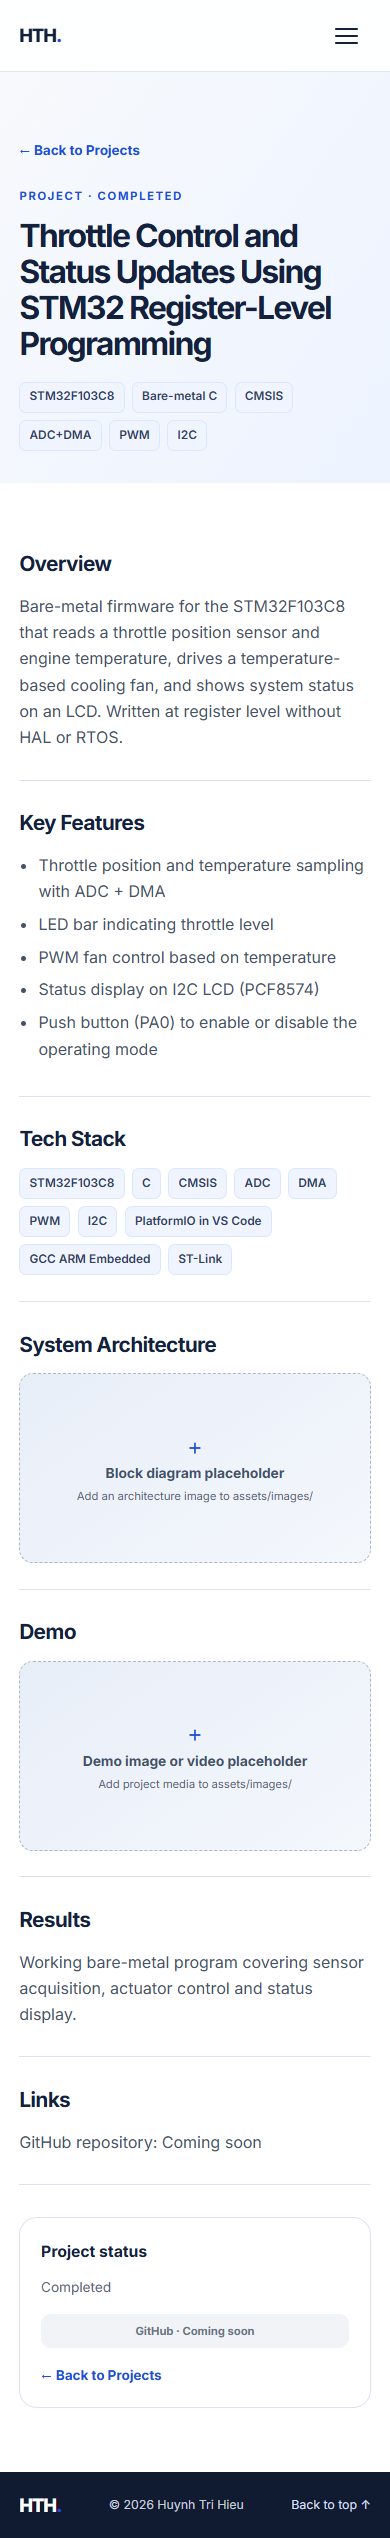 HTH.
← Back to Projects
PROJECT · COMPLETED
Throttle Control and
Status Updates Using
STM32 Register-Level
Programming
STM32F103C8 Bare-metal C CMSIS
ADC+DMA PWM I2C
Overview
Bare-metal firmware for the STM32F103C8
that reads a throttle position sensor and
engine temperature, drives a temperature-
based cooling fan, and shows system status
on an LCD. Written at register level without
HAL or RTOS.
Key Features
• Throttle position and temperature sampling
with ADC + DMA
• LED bar indicating throttle level
• PWM fan control based on temperature
• Status display on I2C LCD (PCF8574)
• Push button (PA0) to enable or disable the
operating mode
Tech Stack
STM32F103C8 C CMSIS ADC DMA
PWM I2C PlatformIO in VS Code
GCC ARM Embedded ST-Link
System Architecture
+
Block diagram placeholder
Add an architecture image to assets/images/
Demo
+
Demo image or video placeholder
Add project media to assets/images/
Results
Working bare-metal program covering sensor
acquisition, actuator control and status
display.
Links
GitHub repository: Coming soon
Project status
Completed
GitHub · Coming soon
← Back to Projects
HTH. © 2026 Huynh Tri Hieu Back to top ↑